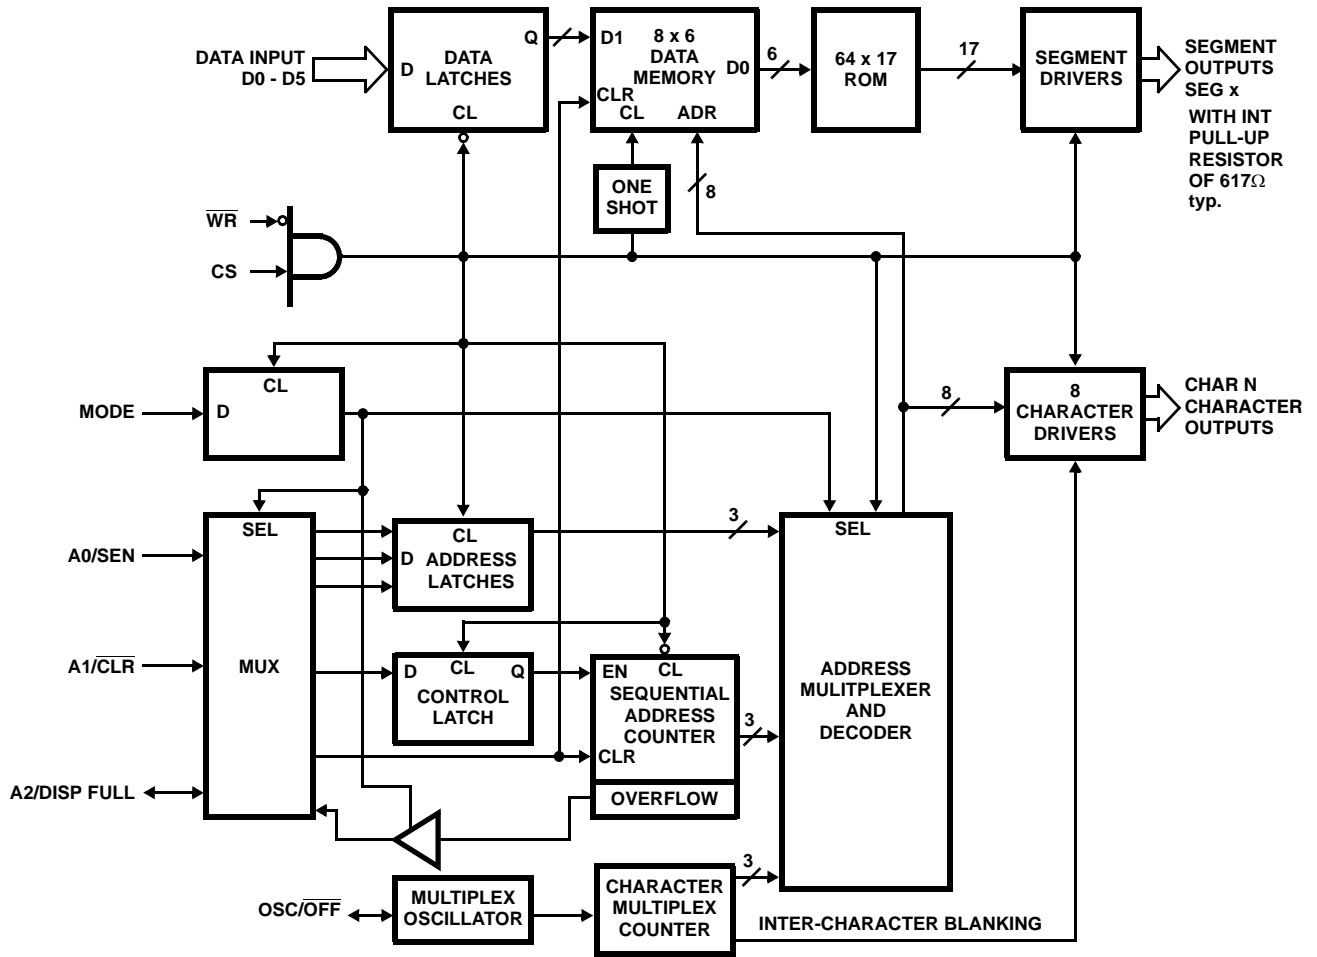 DATA INPUT
D0 - D5
D
DATA
LATCHES
Q
CL
D1
8 x 6
DATA
MEMORY
D0
CLR
CL
ADR
6
64 x 17
ROM
17
SEGMENT
DRIVERS
SEGMENT
OUTPUTS
SEG x
WITH INT
PULL-UP
RESISTOR
OF 617Ω
typ.
ONE
SHOT
8
WR
CS
MODE
CL
D
8
8
CHARACTER
DRIVERS
CHAR N
CHARACTER
OUTPUTS
A0/SEN
A1/CLR
A2/DISP FULL
SEL
MUX
CL
D
ADDRESS
LATCHES
3
D
CL
Q
CONTROL
LATCH
EN
CL
SEQUENTIAL
ADDRESS
COUNTER
CLR
OVERFLOW
3
SEL
ADDRESS
MULITPLEXER
AND
DECODER
OSC/OFF
MULTIPLEX
OSCILLATOR
CHARACTER
MULTIPLEX
COUNTER
3
INTER-CHARACTER BLANKING